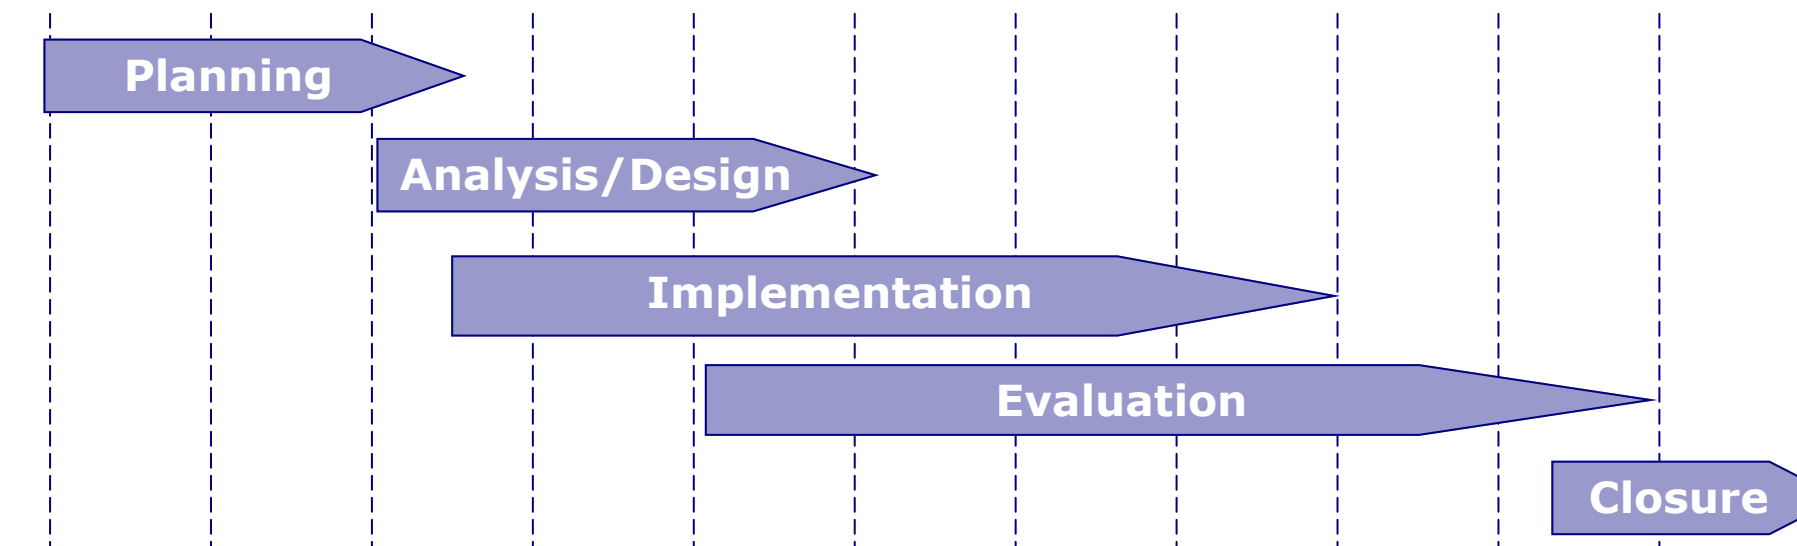 Planning
Analysis/Design
Implementation
Evaluation
Closure